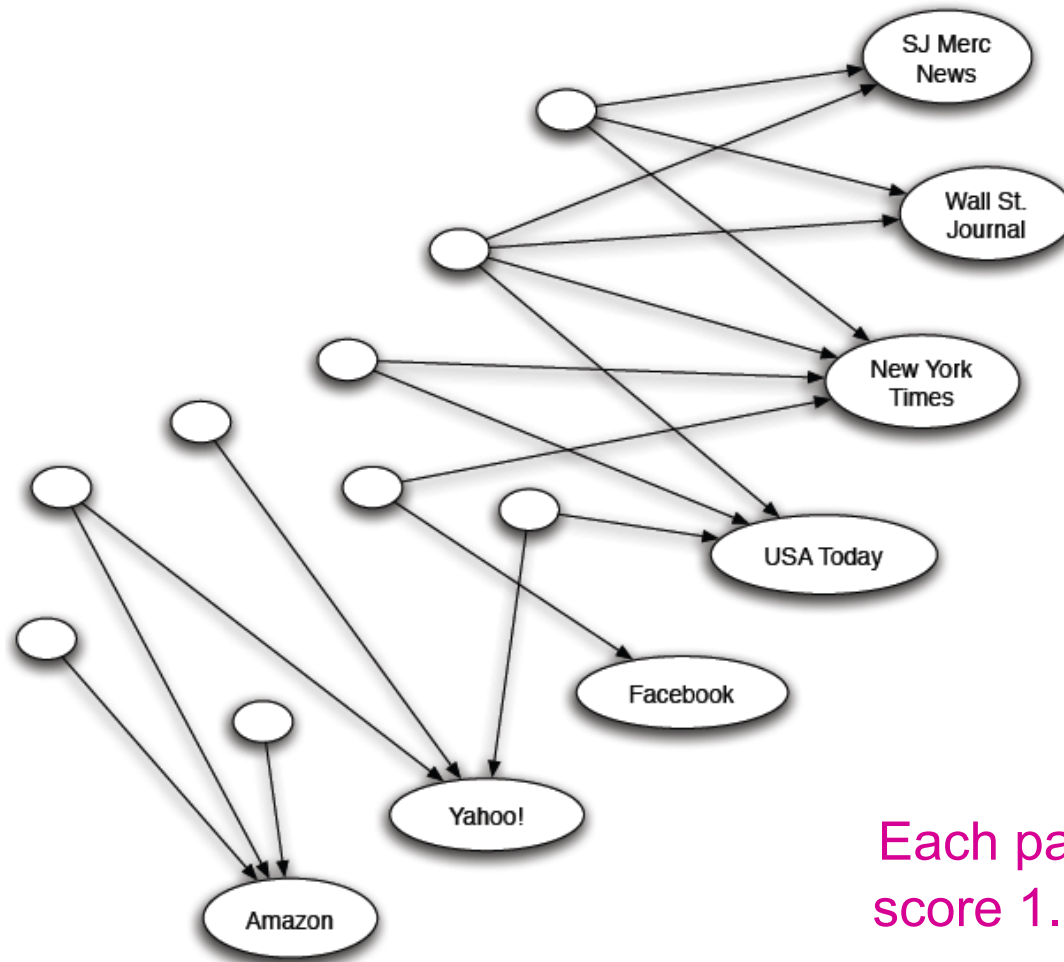 SJ Merc
News
Wall St.
Journal
New York
Times
USA Today
Facebook
Yahoo!
Amazon
Each pa
score 1.